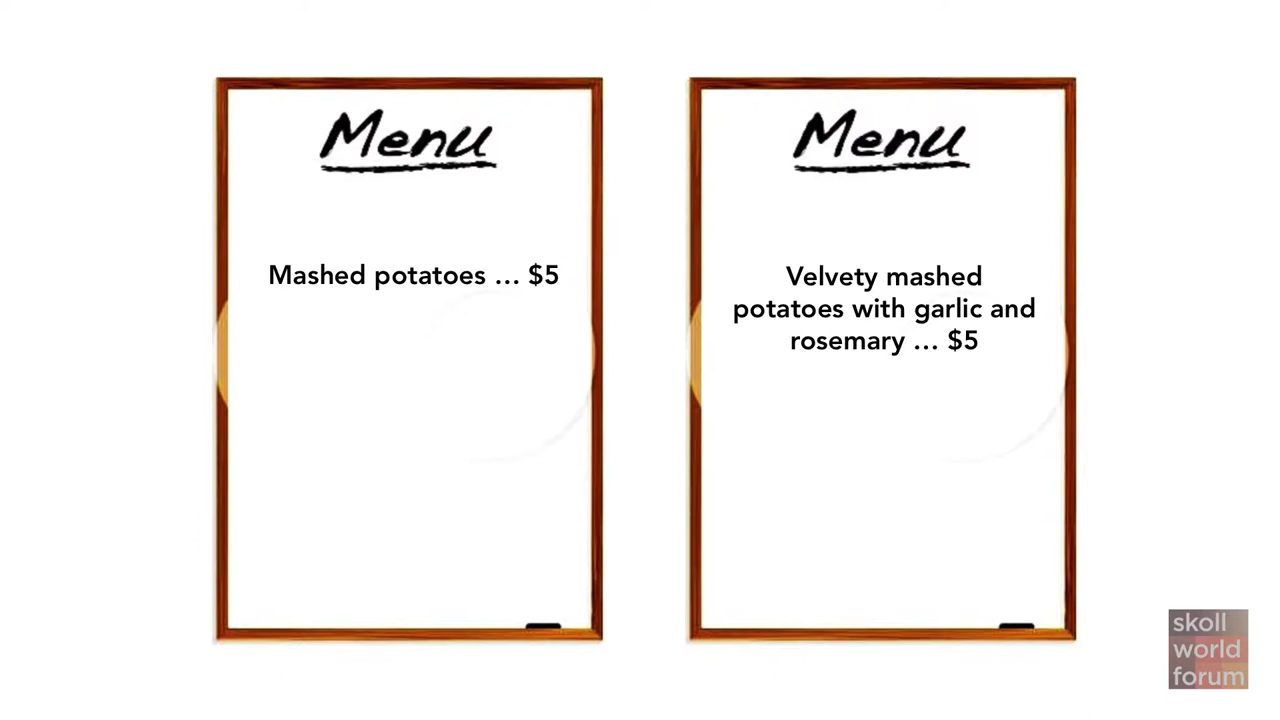 Menu
Mashed potatoes … $5
Menu
Velvety mashed
potatoes with garlic and
rosemary … $5
skoll
world
forum